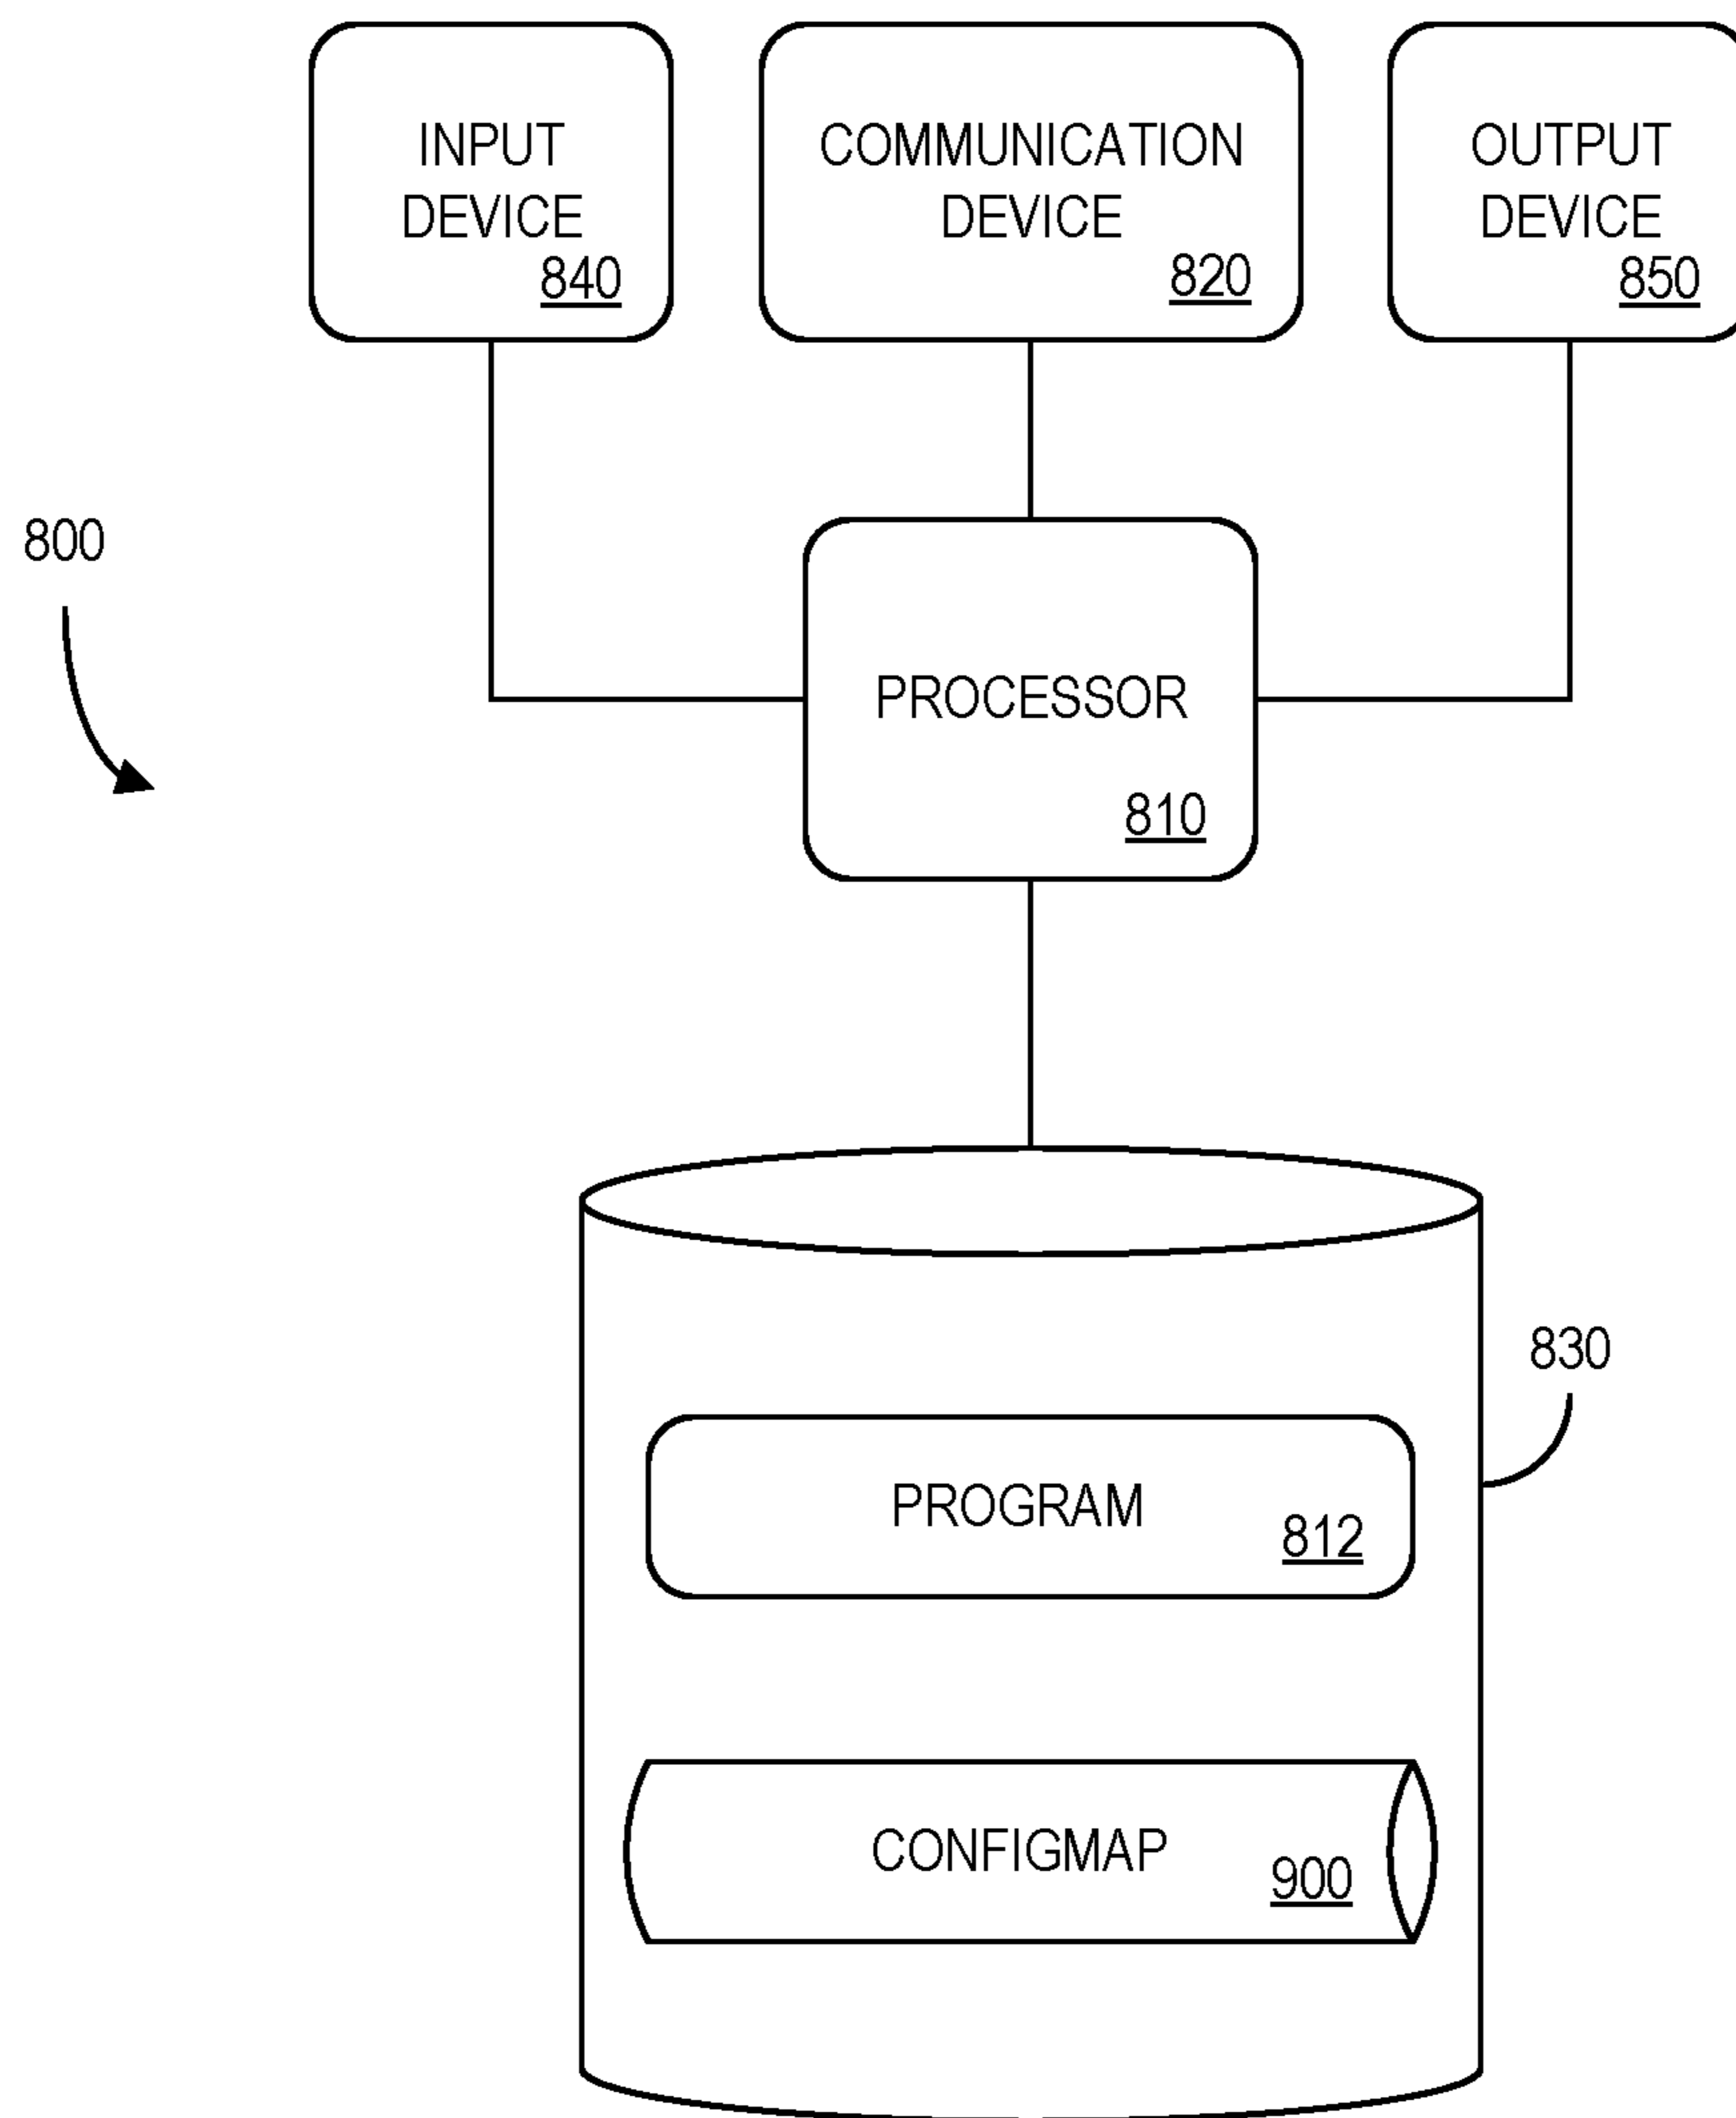 INPUT
DEVICE
840
COMMUNICATION
DEVICE
820
OUTPUT
DEVICE
850
800
PROCESSOR
810
830
PROGRAM
812
CONFIGMAP
900